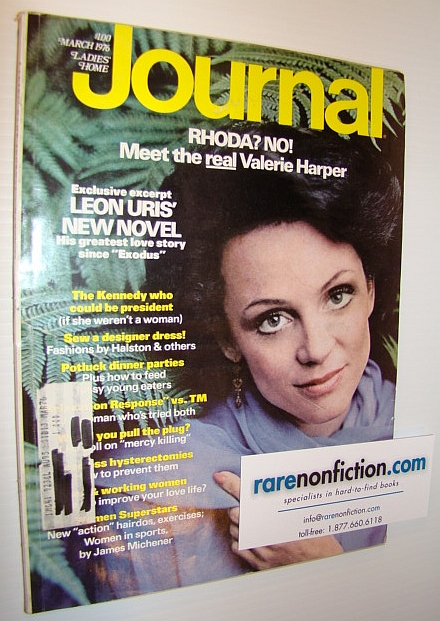 $1.00
MARCH 1976
LADIES'
HOME
Journal
RHODA? NO!
Meet the real Valerie Harper
Exclusive excerpt
LEON URIS'
NEW NOVEL
His greatest love story
since "Exodus"
The Kennedy who
could be president
(if she weren't a woman)
Sew a designer dress!
Fashions by Halston & others
Potluck dinner parties
Plus how to feed
young eaters
Response" vs. TM
who's tried both
you pull the plug?
on "mercy killing"
hysterectomies
to prevent them
working women
improve your love life?
Superstars
New "action" hairdos, exercises;
Women in sports,
by James Michener
rarenonfiction.com
specialists in hard-to-find books
info@rarenonfiction.com
toll-free: 1.877.660.6118